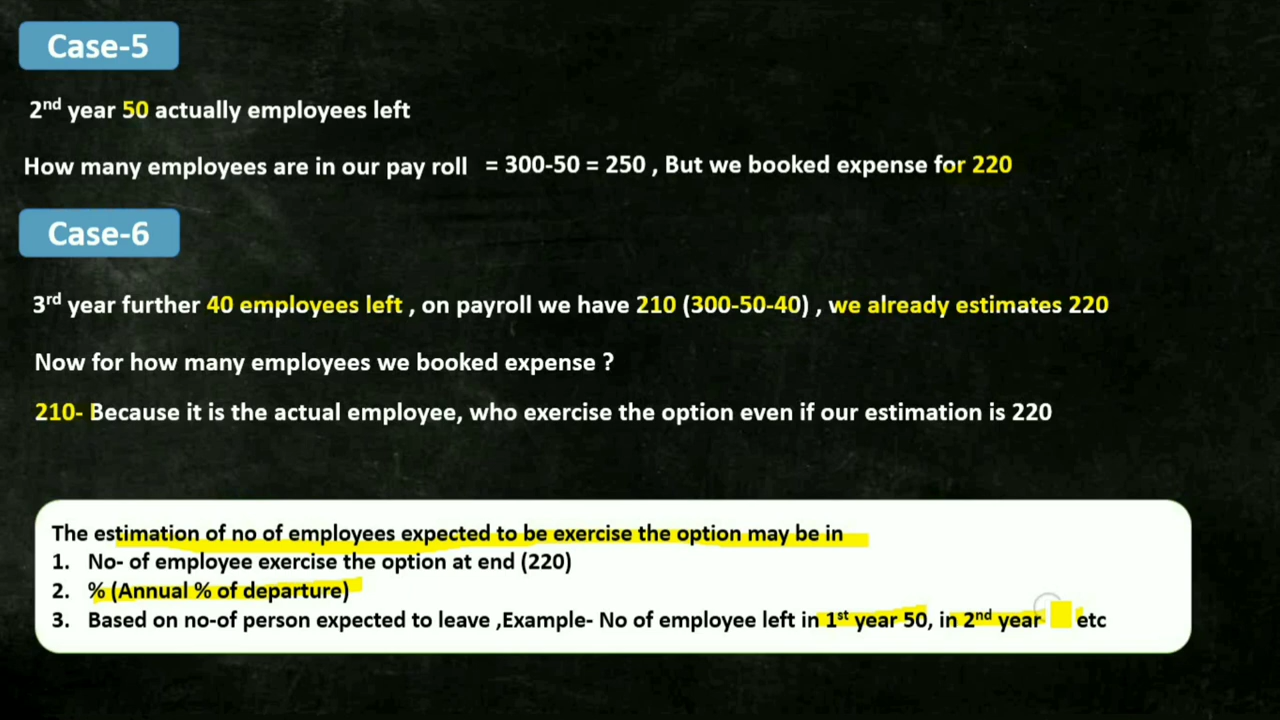 Case-5
2nd year 50 actually employees left
How many employees are in our pay roll = 300-50 = 250 , But we booked expense for 220
Case-6
3rd year further 40 employees left , on payroll we have 210 (300-50-40) , we already estimates 220
Now for how many employees we booked expense ?
210- Because it is the actual employee, who exercise the option even if our estimation is 220
The estimation of no of employees expected to be exercise the option may be in
1. No- of employee exercise the option at end (220)
2. % (Annual % of departure)
3. Based on no-of person expected to leave ,Example- No of employee left in 1st year 50, in 2nd year etc